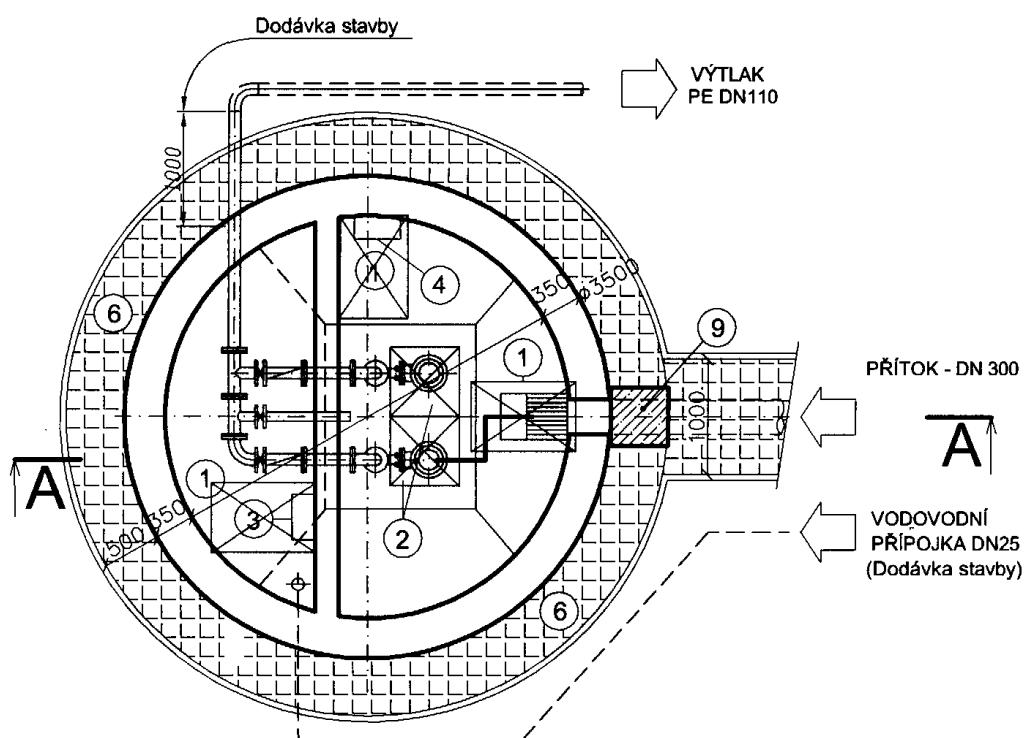 Dodávka stavby
VÝTLAK
PE DN110
1000
6
1
4
350
ø3500
9
1
PŘÍTOK - DN 300
1000
A
A
1
3
2
500
350
VODOVODNÍ
PŘÍPOJKA DN25
(Dodávka stavby)
6